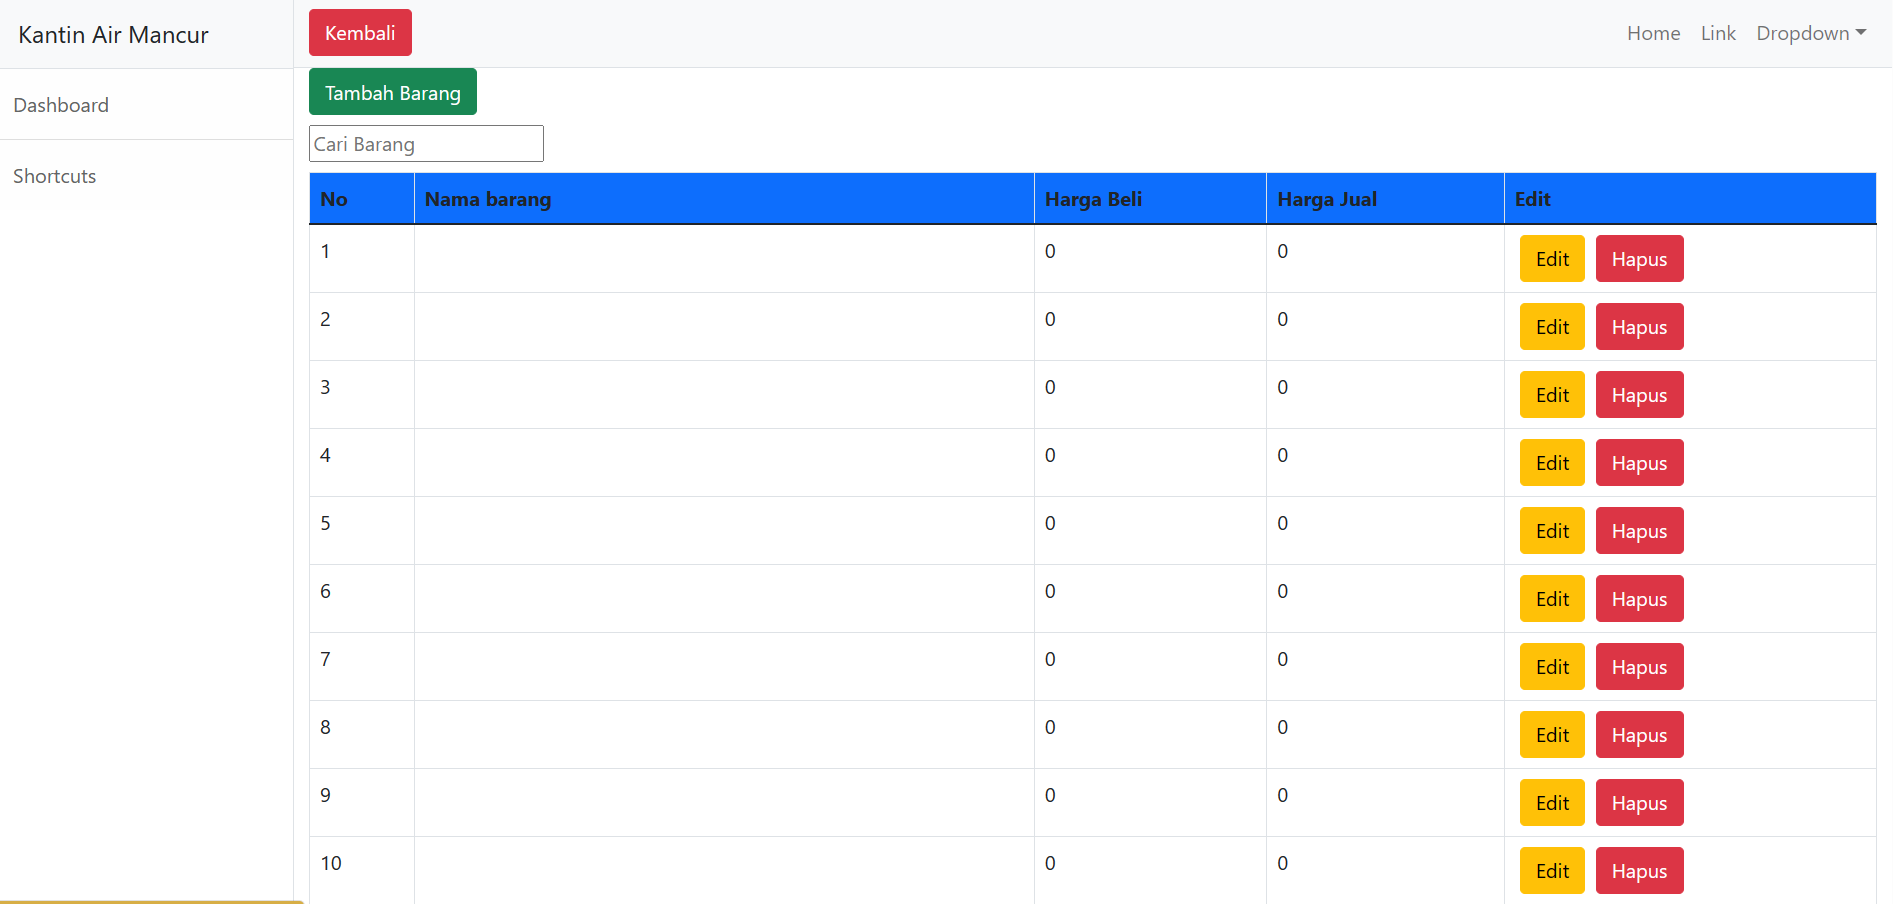 Kantin Air Mancur
Kembali
Home Link Dropdown
Dashboard
Shortcuts
Tambah Barang
Cari Barang
No Nama barang Harga Beli Harga Jual Edit
1 0 0 Edit Hapus
2 0 0 Edit Hapus
3 0 0 Edit Hapus
4 0 0 Edit Hapus
5 0 0 Edit Hapus
6 0 0 Edit Hapus
7 0 0 Edit Hapus
8 0 0 Edit Hapus
9 0 0 Edit Hapus
10 0 0 Edit Hapus